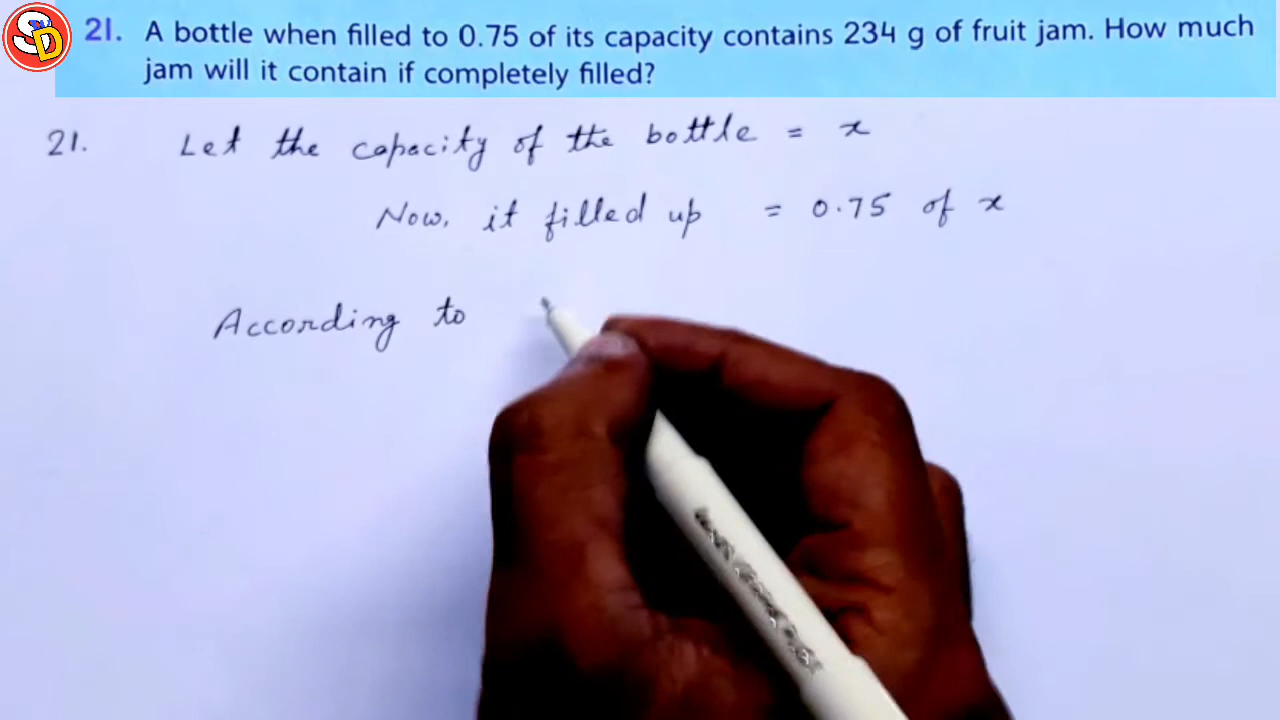 SD
21. A bottle when filled to 0.75 of its capacity contains 234 g of fruit jam. How much
jam will it contain if completely filled?
21. Let the capacity of the bottle = x
Now, it filled up = 0.75 of x
According to